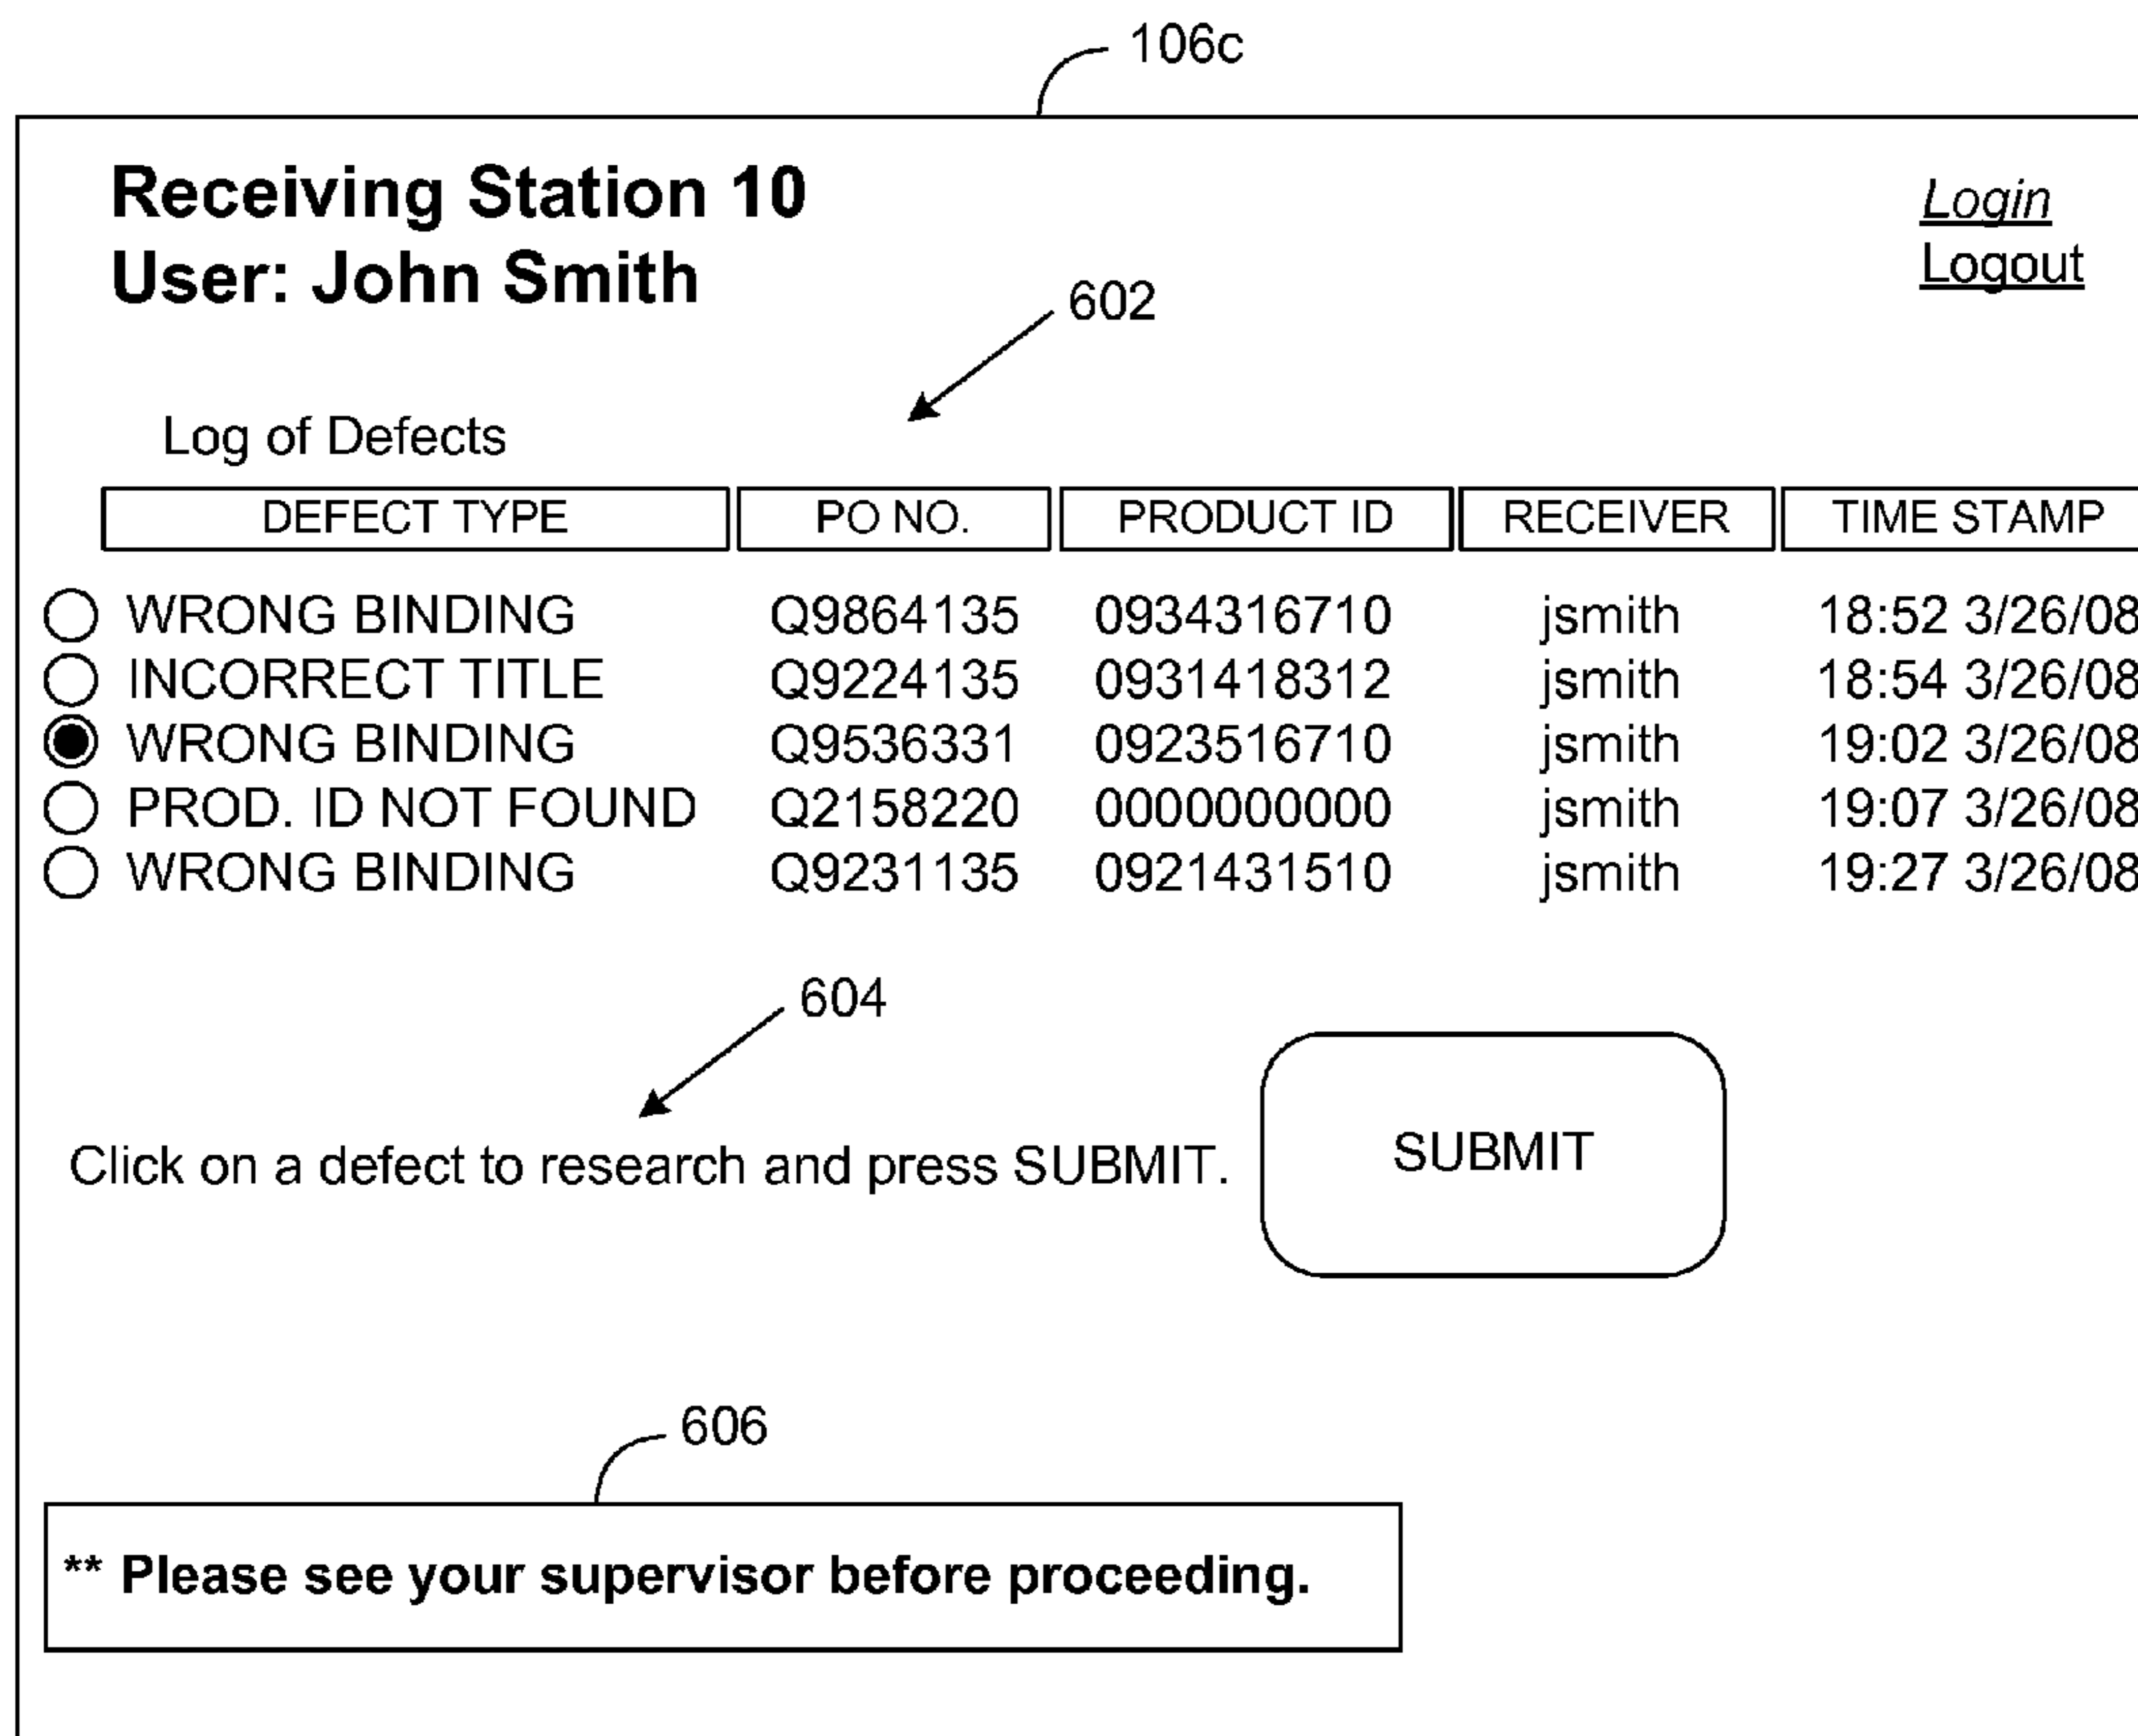 106c
Receiving Station 10
Login
User: John Smith
Logout
602
Log of Defects
DEFECT TYPE PO NO. PRODUCT ID RECEIVER TIME STAMP
WRONG BINDING Q9864135 0934316710 jsmith 18:52 3/26/08
INCORRECT TITLE Q9224135 0931418312 jsmith 18:54 3/26/08
WRONG BINDING Q9536331 0923516710 jsmith 19:02 3/26/08
PROD. ID NOT FOUND Q2158220 0000000000 jsmith 19:07 3/26/08
WRONG BINDING Q9231135 0921431510 jsmith 19:27 3/26/08
604
Click on a defect to research and press SUBMIT.
SUBMIT
606
** Please see your supervisor before proceeding.